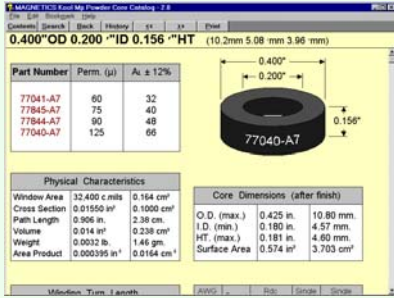 MAGNETICS Kool Mµ Powder Core Catalog - 2.0
File Edit Bookmark Help
Contents Search Back History << >> Print
0.400"OD 0.200 "ID 0.156 "HT (10.2mm 5.08 mm 3.96 mm)
Part Number Perm. (µ) AL ± 12%
77041-A7 60 32
77845-A7 75 40
77844-A7 90 48
77040-A7 125 66
0.400"
0.200"
0.156"
77040-A7
Physical Characteristics
Window Area 32,400 c.mils 0.164 cm²
Cross Section 0.01550 in² 0.1000 cm²
Path Length 0.906 in. 2.38 cm.
Volume 0.014 in³ 0.238 cm³
Weight 0.0032 lb. 1.46 gm.
Area Product 0.000395 in⁴ 0.0164 cm⁴
Core Dimensions (after finish)
O.D. (max.) 0.425 in. 10.80 mm.
I.D. (min.) 0.180 in. 4.57 mm.
HT. (max.) 0.181 in. 4.60 mm.
Surface Area 0.574 in² 3.703 cm²
Winding Turn Length
AWG Rdc Single Single